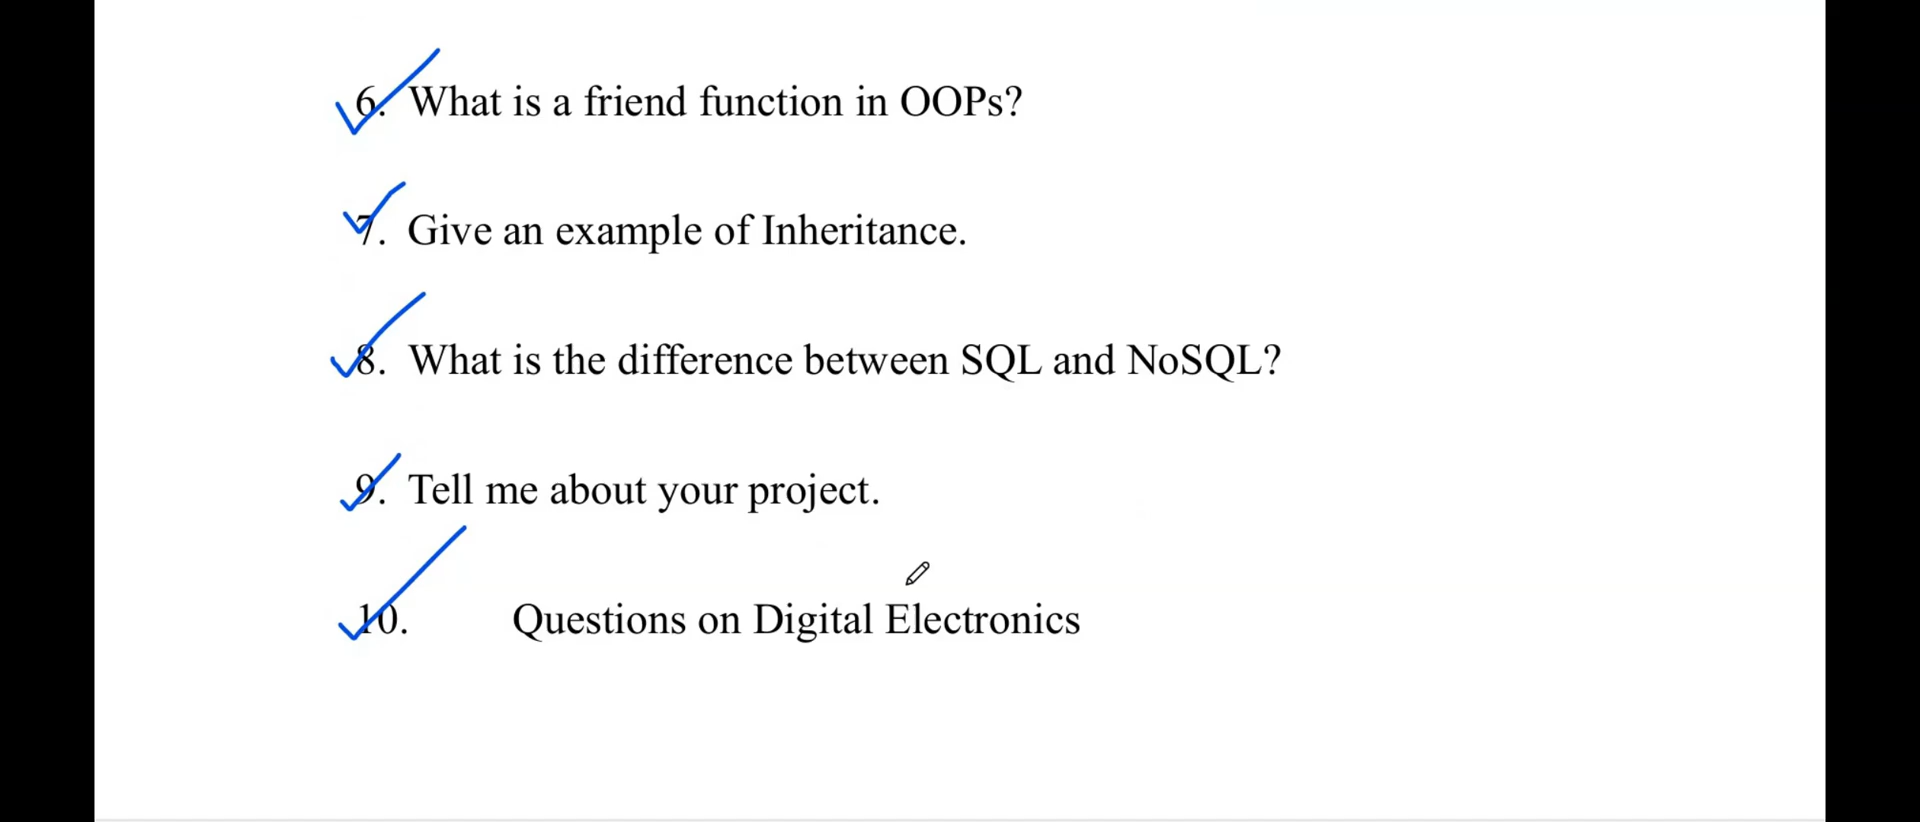 6. What is a friend function in OOPs?
7. Give an example of Inheritance.
8. What is the difference between SQL and NoSQL?
9. Tell me about your project.
10. Questions on Digital Electronics